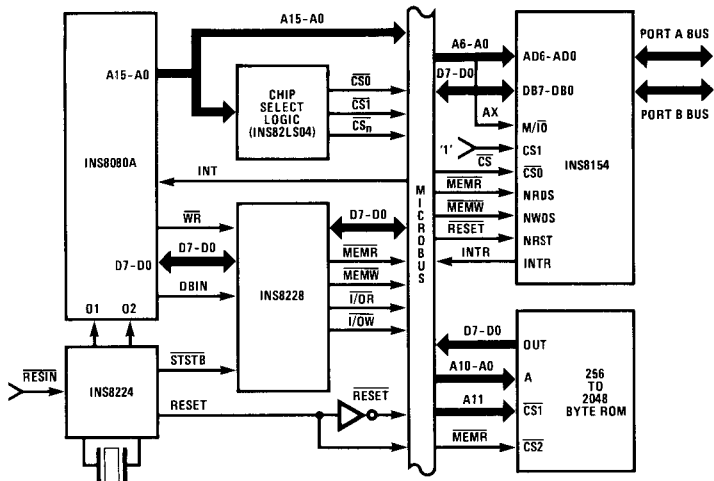 A15-A0
A15-A0
CHIP
SELECT
LOGIC
(INS82LS04)
CS0
CS1
CSn
INS8080A
INT
WR
D7-D0
D7-D0
DBIN
O1
O2
INS8228
D7-D0
MEMR
MEMW
I/OR
I/OW
RESIN
INS8224
STSTB
RESET
RESET
MICROBUS
A6-A0
D7-D0
AX
'1'
CS
MEMR
MEMW
RESET
INTR
AD6-AD0
DB7-DB0
M/IO
CS1
CS0
NRDS
NWDS
NRST
INTR
INS8154
PORT A BUS
PORT B BUS
D7-D0
A10-A0
A11
MEMR
OUT
A
CS1
CS2
256
TO
2048
BYTE ROM